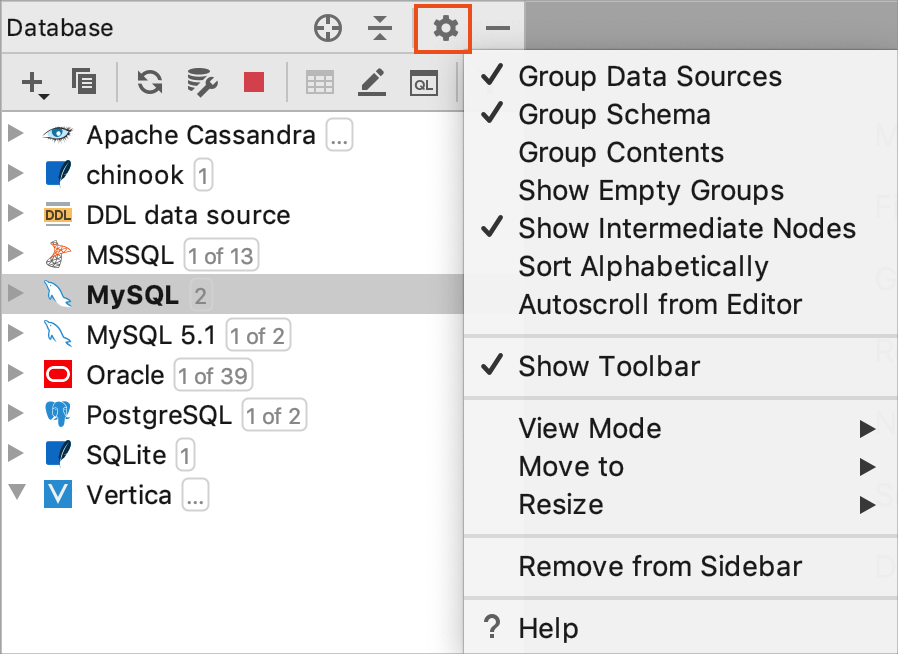 Database
QL
Apache Cassandra ...
chinook 1
DDL DDL data source
MSSQL 1 of 13
MySQL 2
MySQL 5.1 1 of 2
Oracle 1 of 39
PostgreSQL 1 of 2
SQLite 1
V Vertica ...
Group Data Sources
Group Schema
Group Contents
Show Empty Groups
Show Intermediate Nodes
Sort Alphabetically
Autoscroll from Editor
Show Toolbar
View Mode
Move to
Resize
Remove from Sidebar
? Help